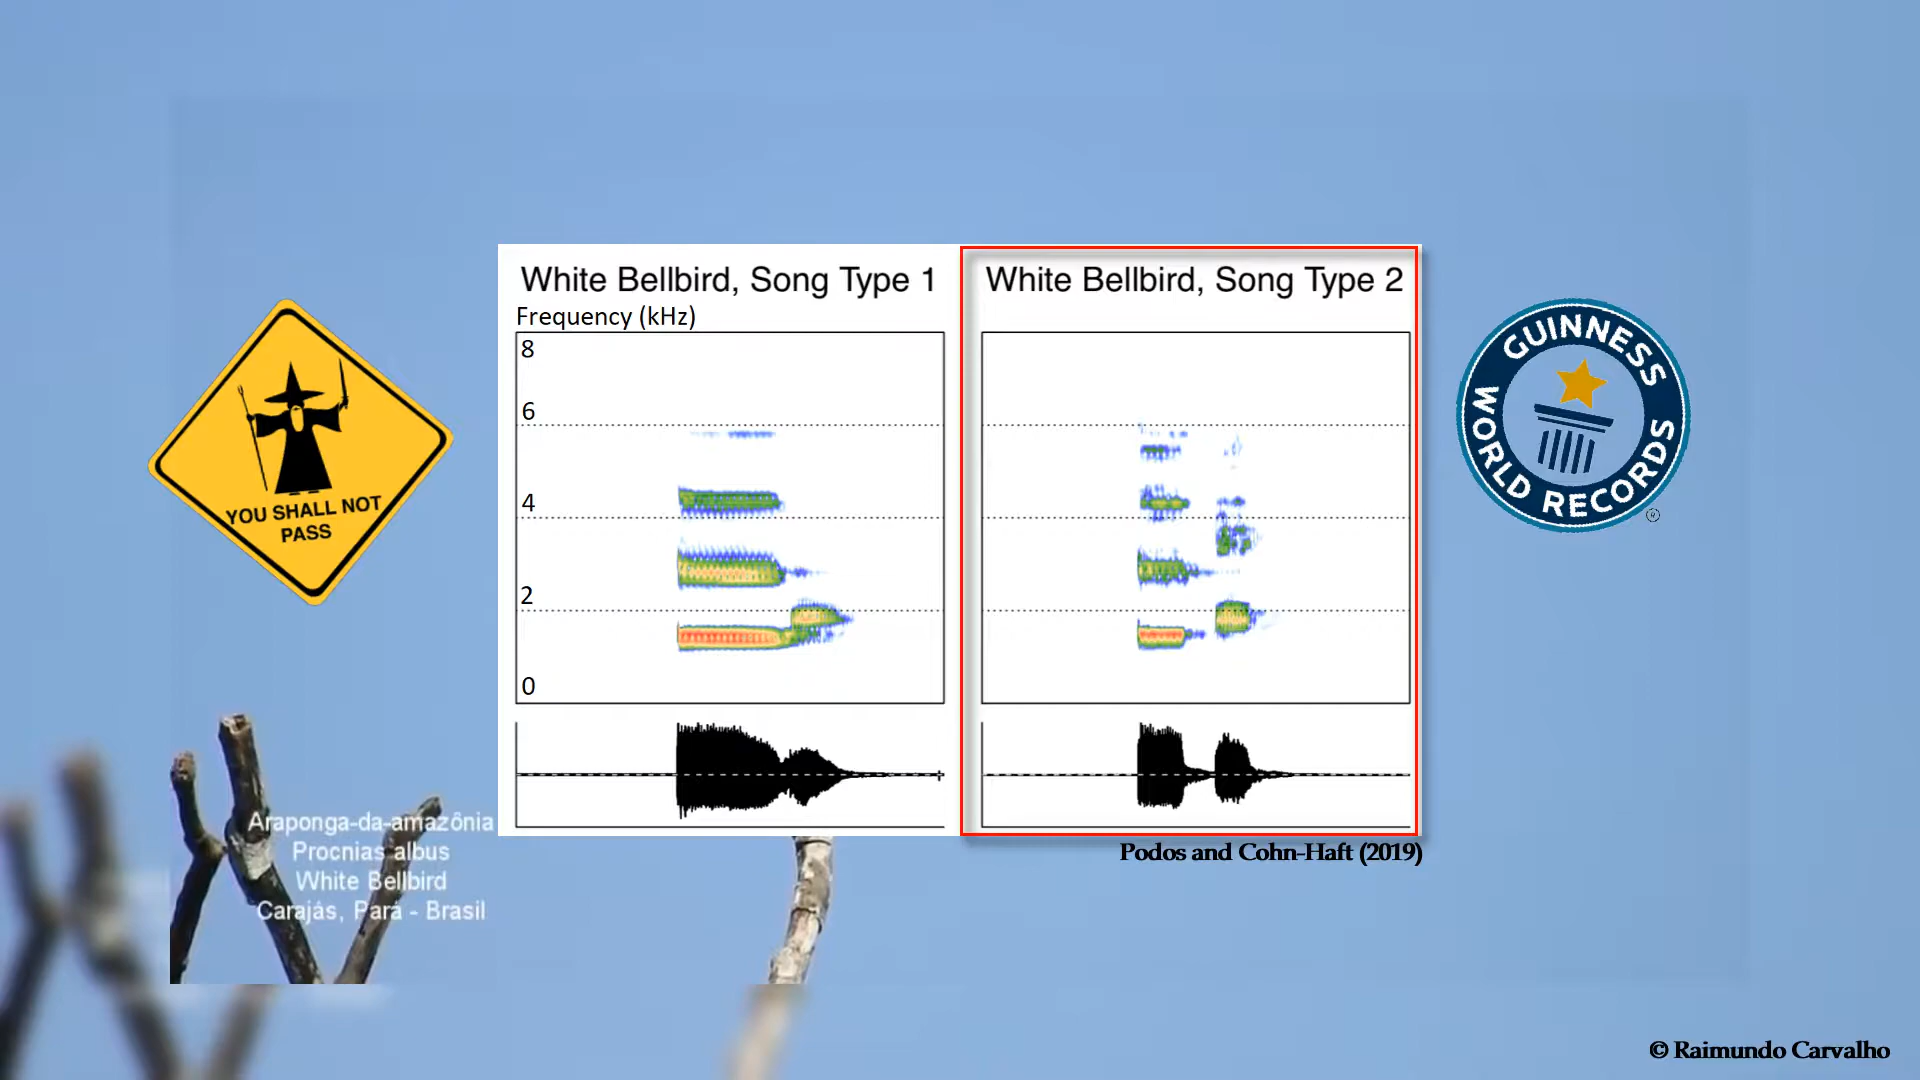 White Bellbird, Song Type 1
White Bellbird, Song Type 2
Frequency (kHz)
8
6
4
2
0
YOU SHALL NOT
PASS
GUINNESS
WORLD RECORDS
®
Araponga-da-amazônia
Procnias albus
White Bellbird
Carajás, Pará - Brasil
Podos and Cohn-Haft (2019)
© Raimundo Carvalho